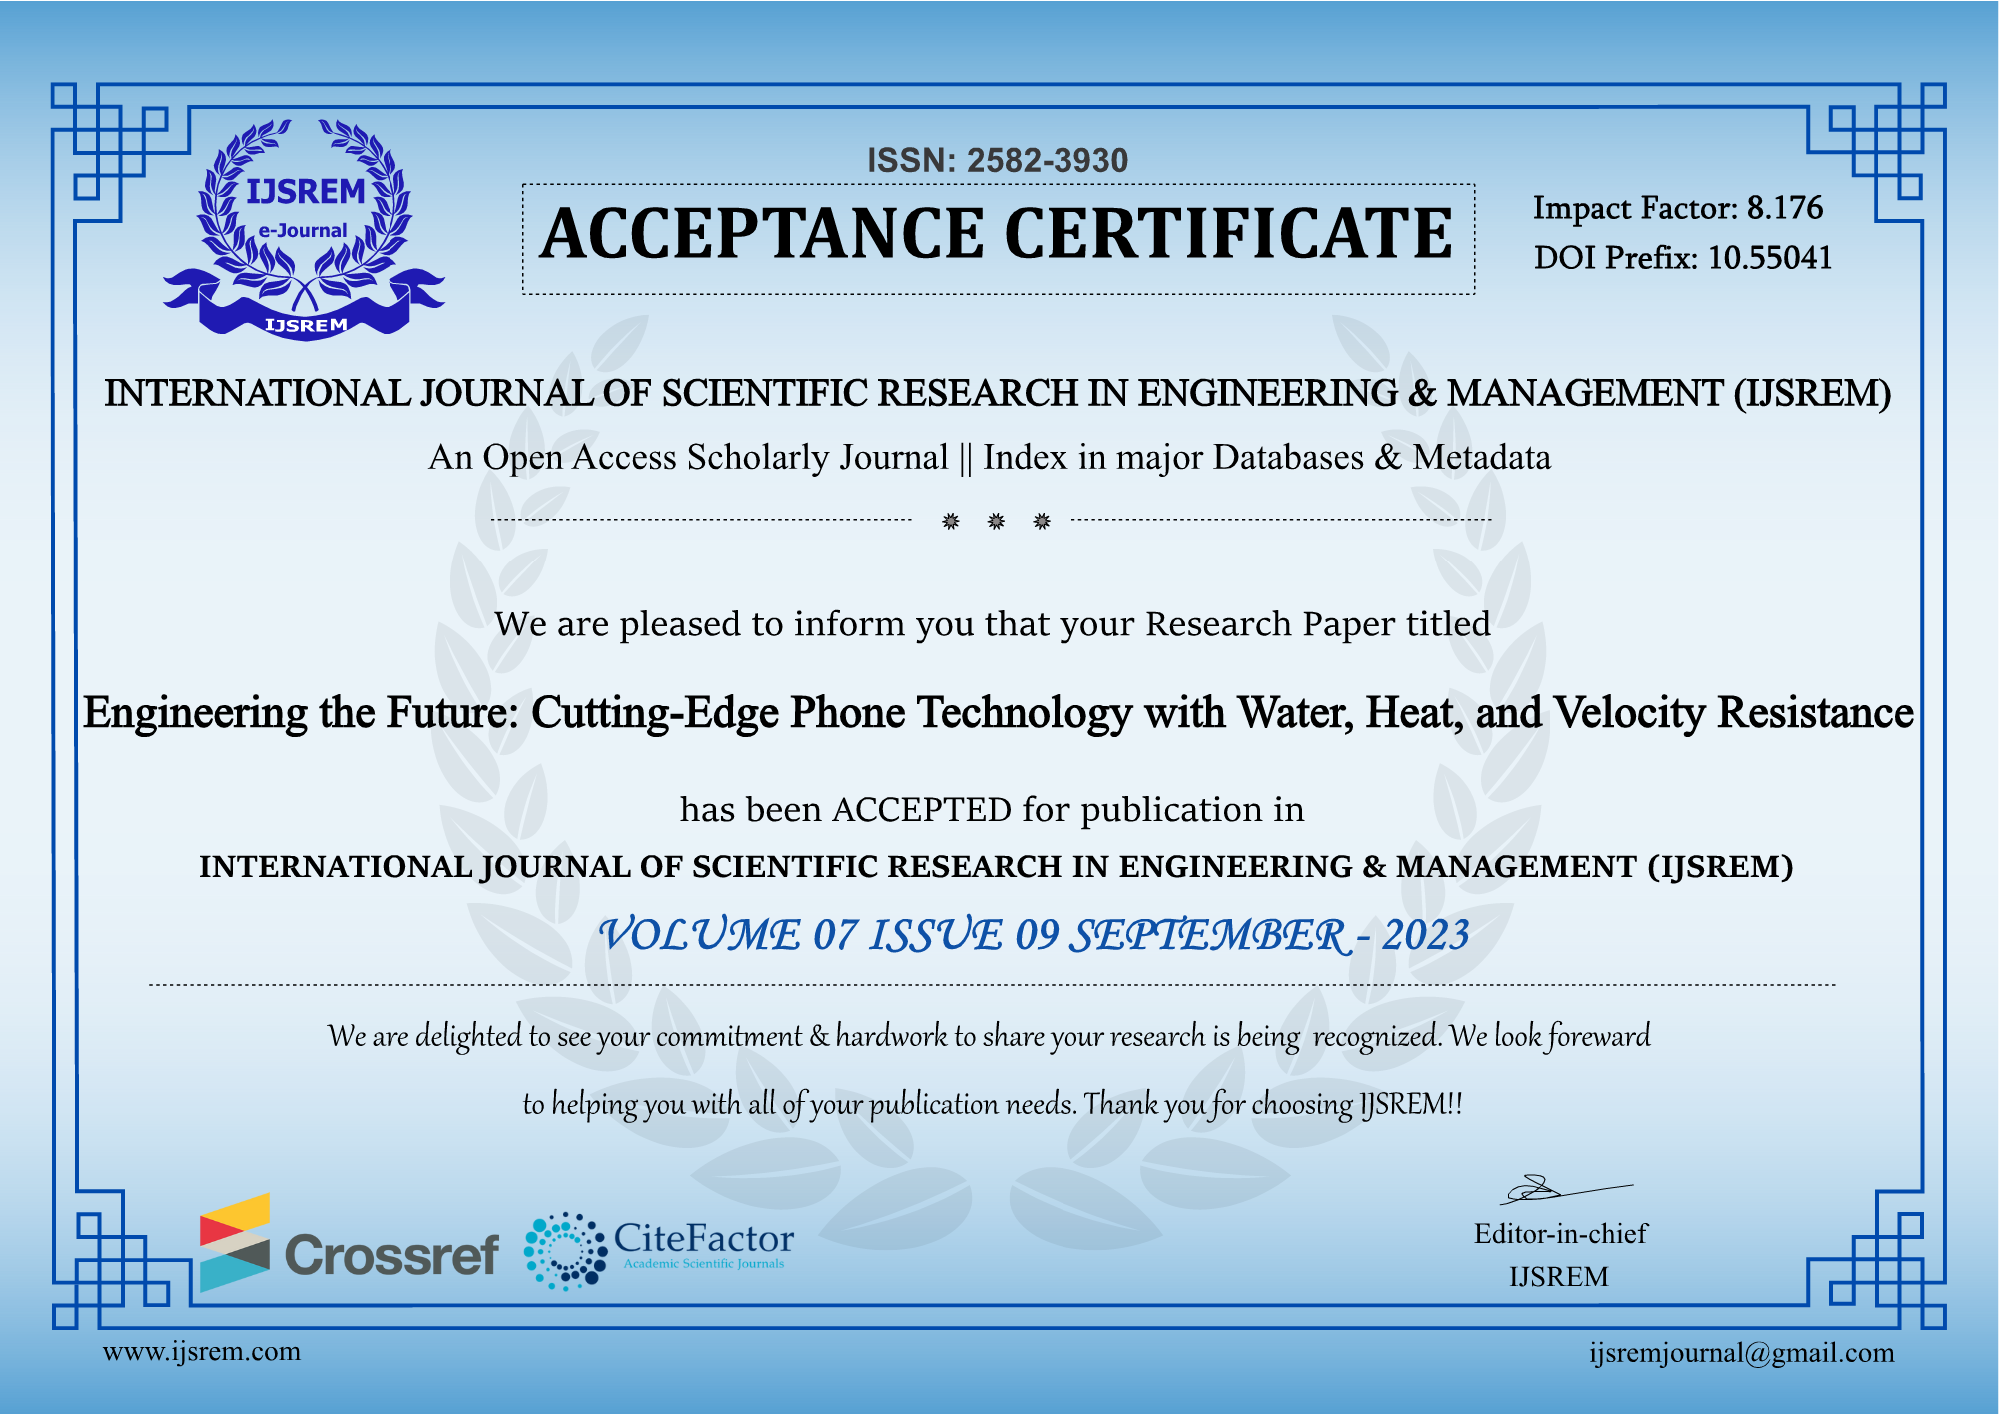 IJSREM
e-Journal
IJSREM
ISSN: 2582-3930
ACCEPTANCE CERTIFICATE
Impact Factor: 8.176
DOI Prefix: 10.55041
INTERNATIONAL JOURNAL OF SCIENTIFIC RESEARCH IN ENGINEERING & MANAGEMENT (IJSREM)
An Open Access Scholarly Journal || Index in major Databases & Metadata
We are pleased to inform you that your Research Paper titled
Engineering the Future: Cutting-Edge Phone Technology with Water, Heat, and Velocity Resistance
has been ACCEPTED for publication in
INTERNATIONAL JOURNAL OF SCIENTIFIC RESEARCH IN ENGINEERING & MANAGEMENT (IJSREM)
VOLUME 07 ISSUE 09 SEPTEMBER - 2023
We are delighted to see your commitment & hardwork to share your research is being recognized. We look foreward
to helping you with all of your publication needs. Thank you for choosing IJSREM!!
Crossref
CiteFactor
Academic Scientific Journals
Editor-in-chief
IJSREM
www.ijsrem.com
ijsremjournal@gmail.com